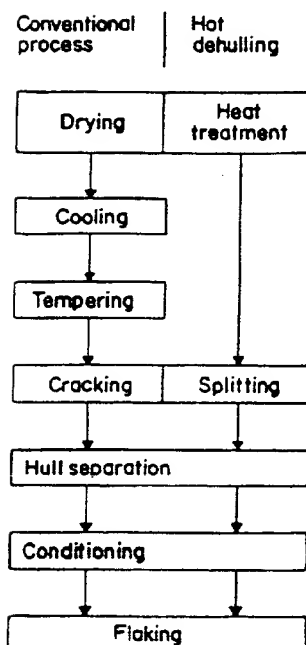 Conventional
process
Hot
dehulling
Drying
Heat
treatment
Cooling
Tempering
Cracking
Splitting
Hull separation
Conditioning
Flaking